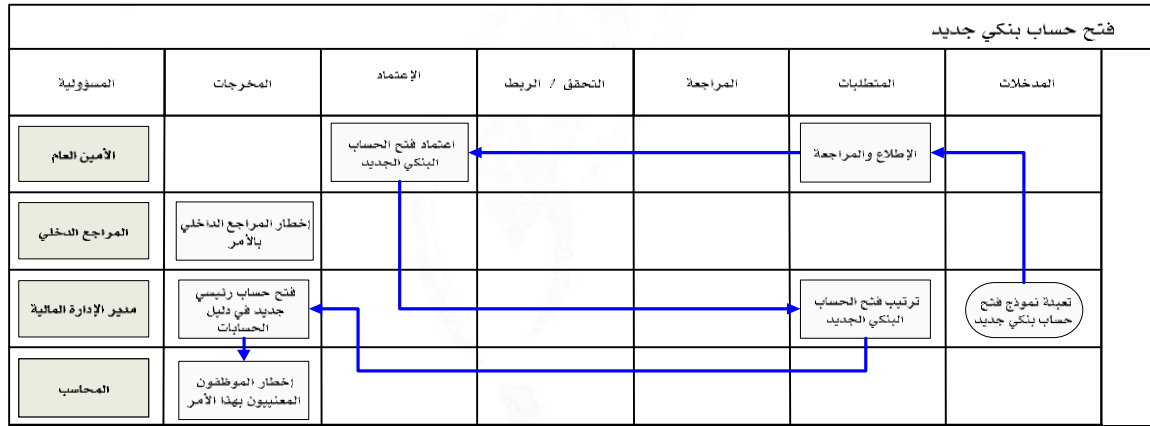 فتح حساب بنكي جديد
المدخلات
المتطلبات
المراجعة
التحقق / الربط
الإعتماد
المخرجات
المسؤولية
الإطلاع والمراجعة
اعتماد فتح الحساب
البنكي الجديد
الأمين العام
إخطار المراجع الداخلي
بالأمر
المراجع الدخلي
تعبئة نموذج فتح
حساب بنكي جديد
ترتيب فتح الحساب
البنكي الجديد
فتح حساب رئيسي
جديد في دليل
الحسابات
مدير الإدارة المالية
إخطار الموظفون
المعنييون بهذا الأمر
المحاسب